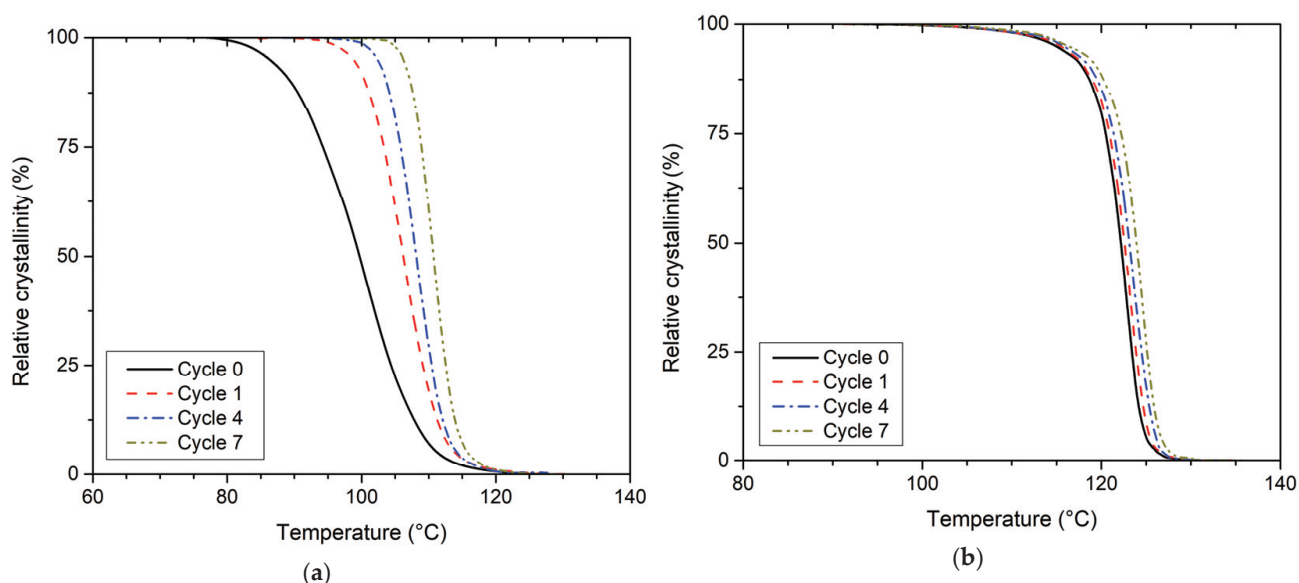 100
75
50
25
0
Relative crystallinity (%)
Cycle 0
Cycle 1
Cycle 4
Cycle 7
60 80 100 120 140
Temperature (°C)
(a)
100
75
50
25
0
Relative crystallinity (%)
Cycle 0
Cycle 1
Cycle 4
Cycle 7
80 100 120 140
Temperature (°C)
(b)